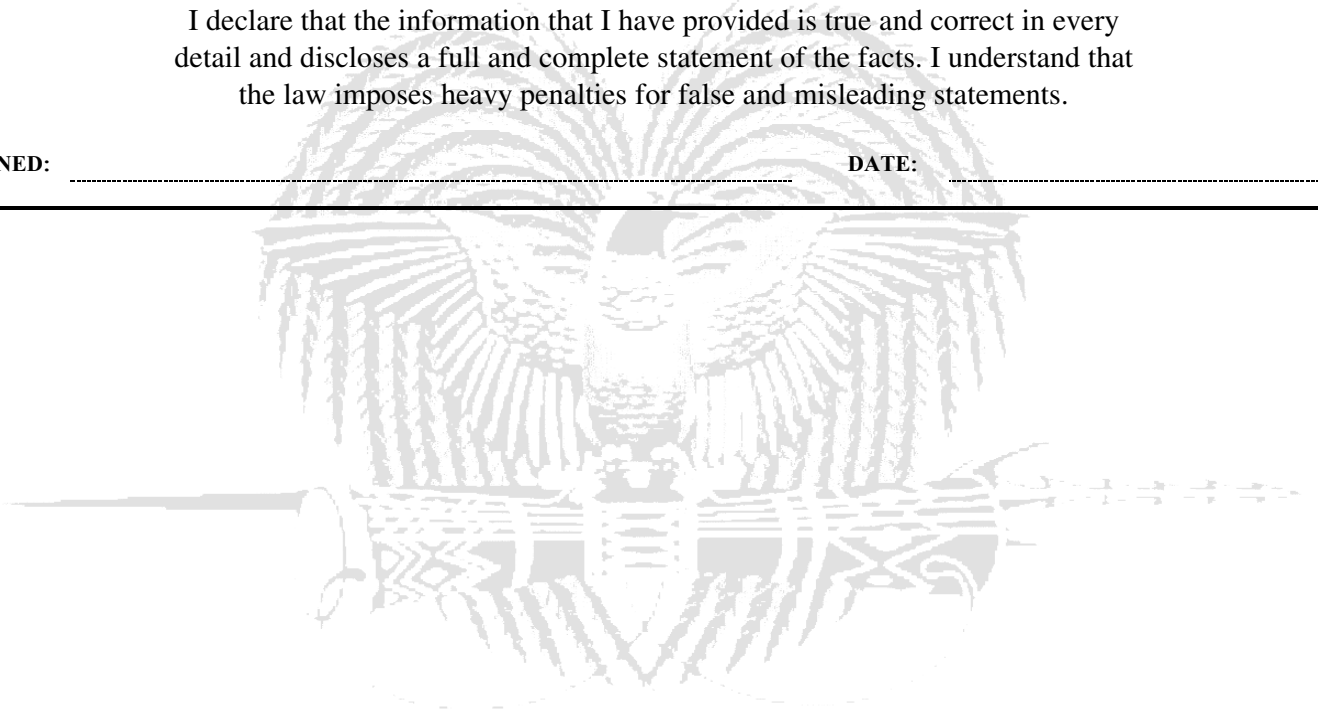 I declare that the information that I have provided is true and correct in every
detail and discloses a full and complete statement of the facts. I understand that
the law imposes heavy penalties for false and misleading statements.
NED: DATE: